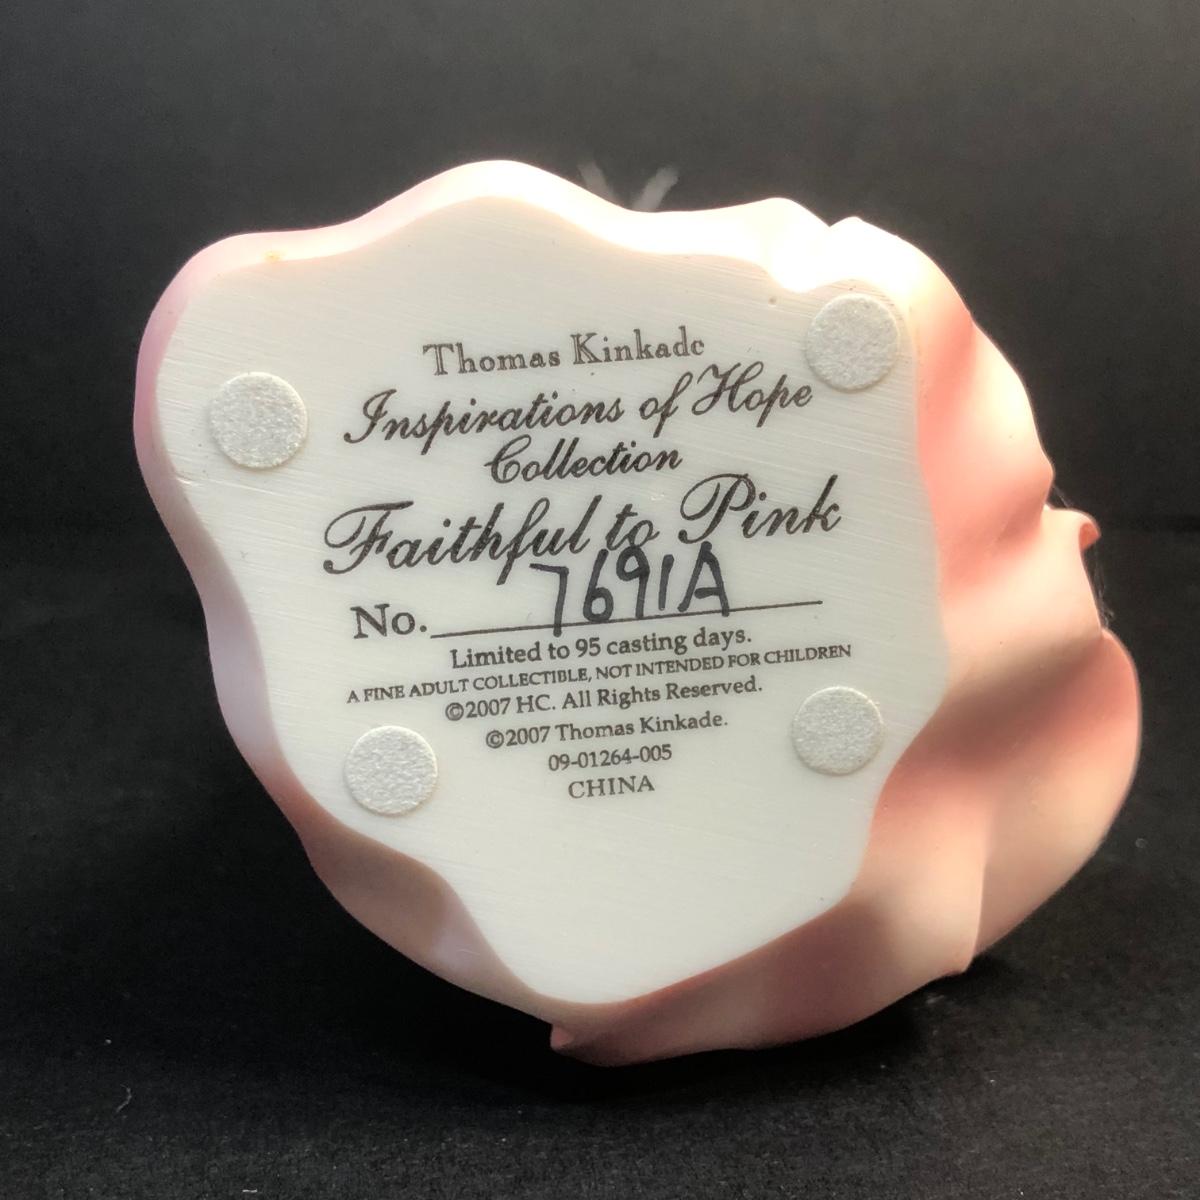 Thomas Kinkade
Inspirations of Hope
Collection
Faithful to Pink
No. 7691A
Limited to 95 casting days.
A FINE ADULT COLLECTIBLE, NOT INTENDED FOR CHILDREN
©2007 HC. All Rights Reserved.
©2007 Thomas Kinkade.
09-01264-005
CHINA